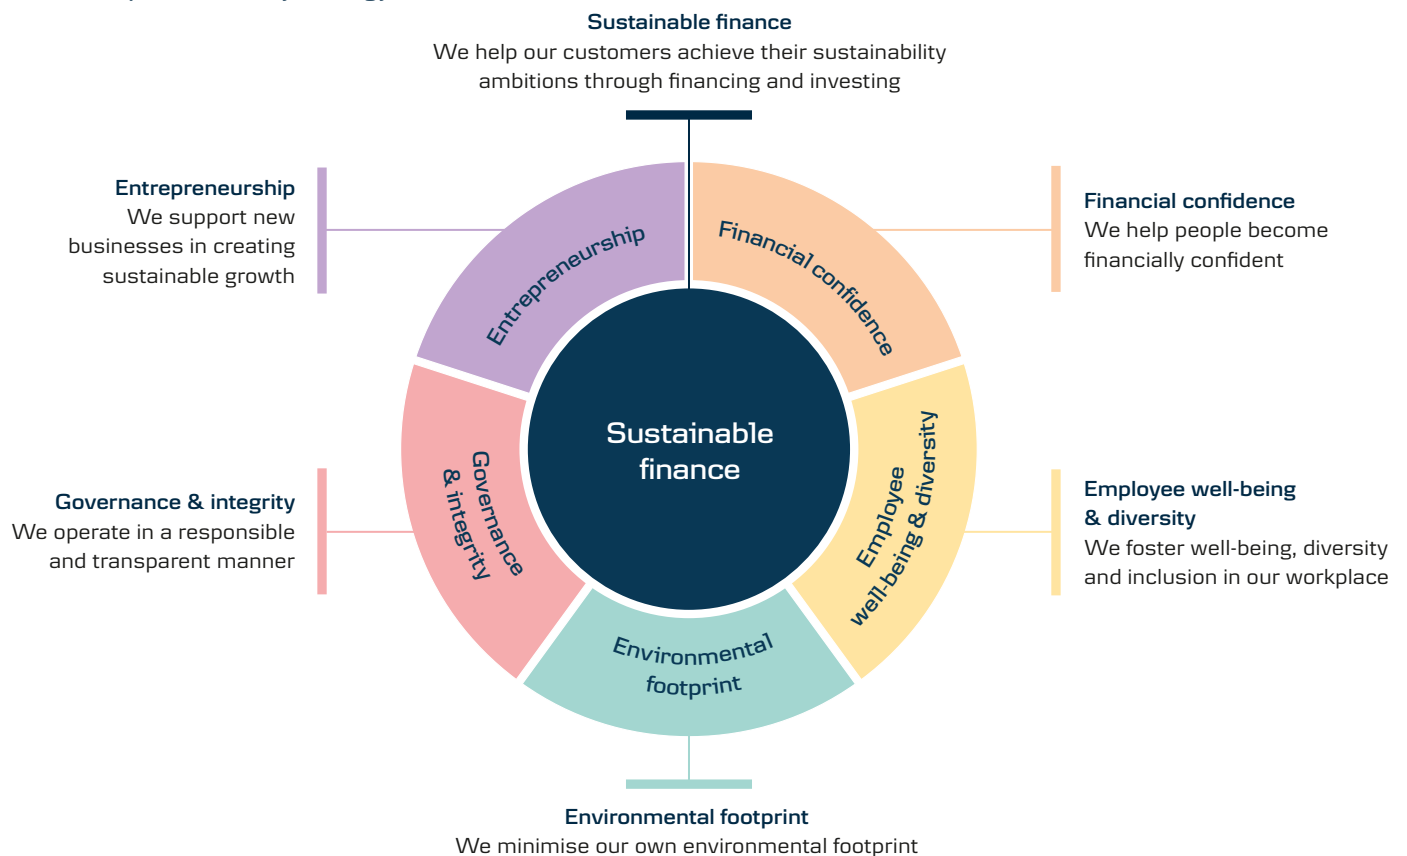 Sustainable finance
We help our customers achieve their sustainability
ambitions through financing and investing
Entrepreneurship
We support new
businesses in creating
sustainable growth
Financial confidence
We help people become
financially confident
Entrepreneurship
Financial confidence
Sustainable
finance
Governance
& integrity
Employee
well-being & diversity
Environmental
footprint
Governance & integrity
We operate in a responsible
and transparent manner
Employee well-being
& diversity
We foster well-being, diversity
and inclusion in our workplace
Environmental footprint
We minimise our own environmental footprint